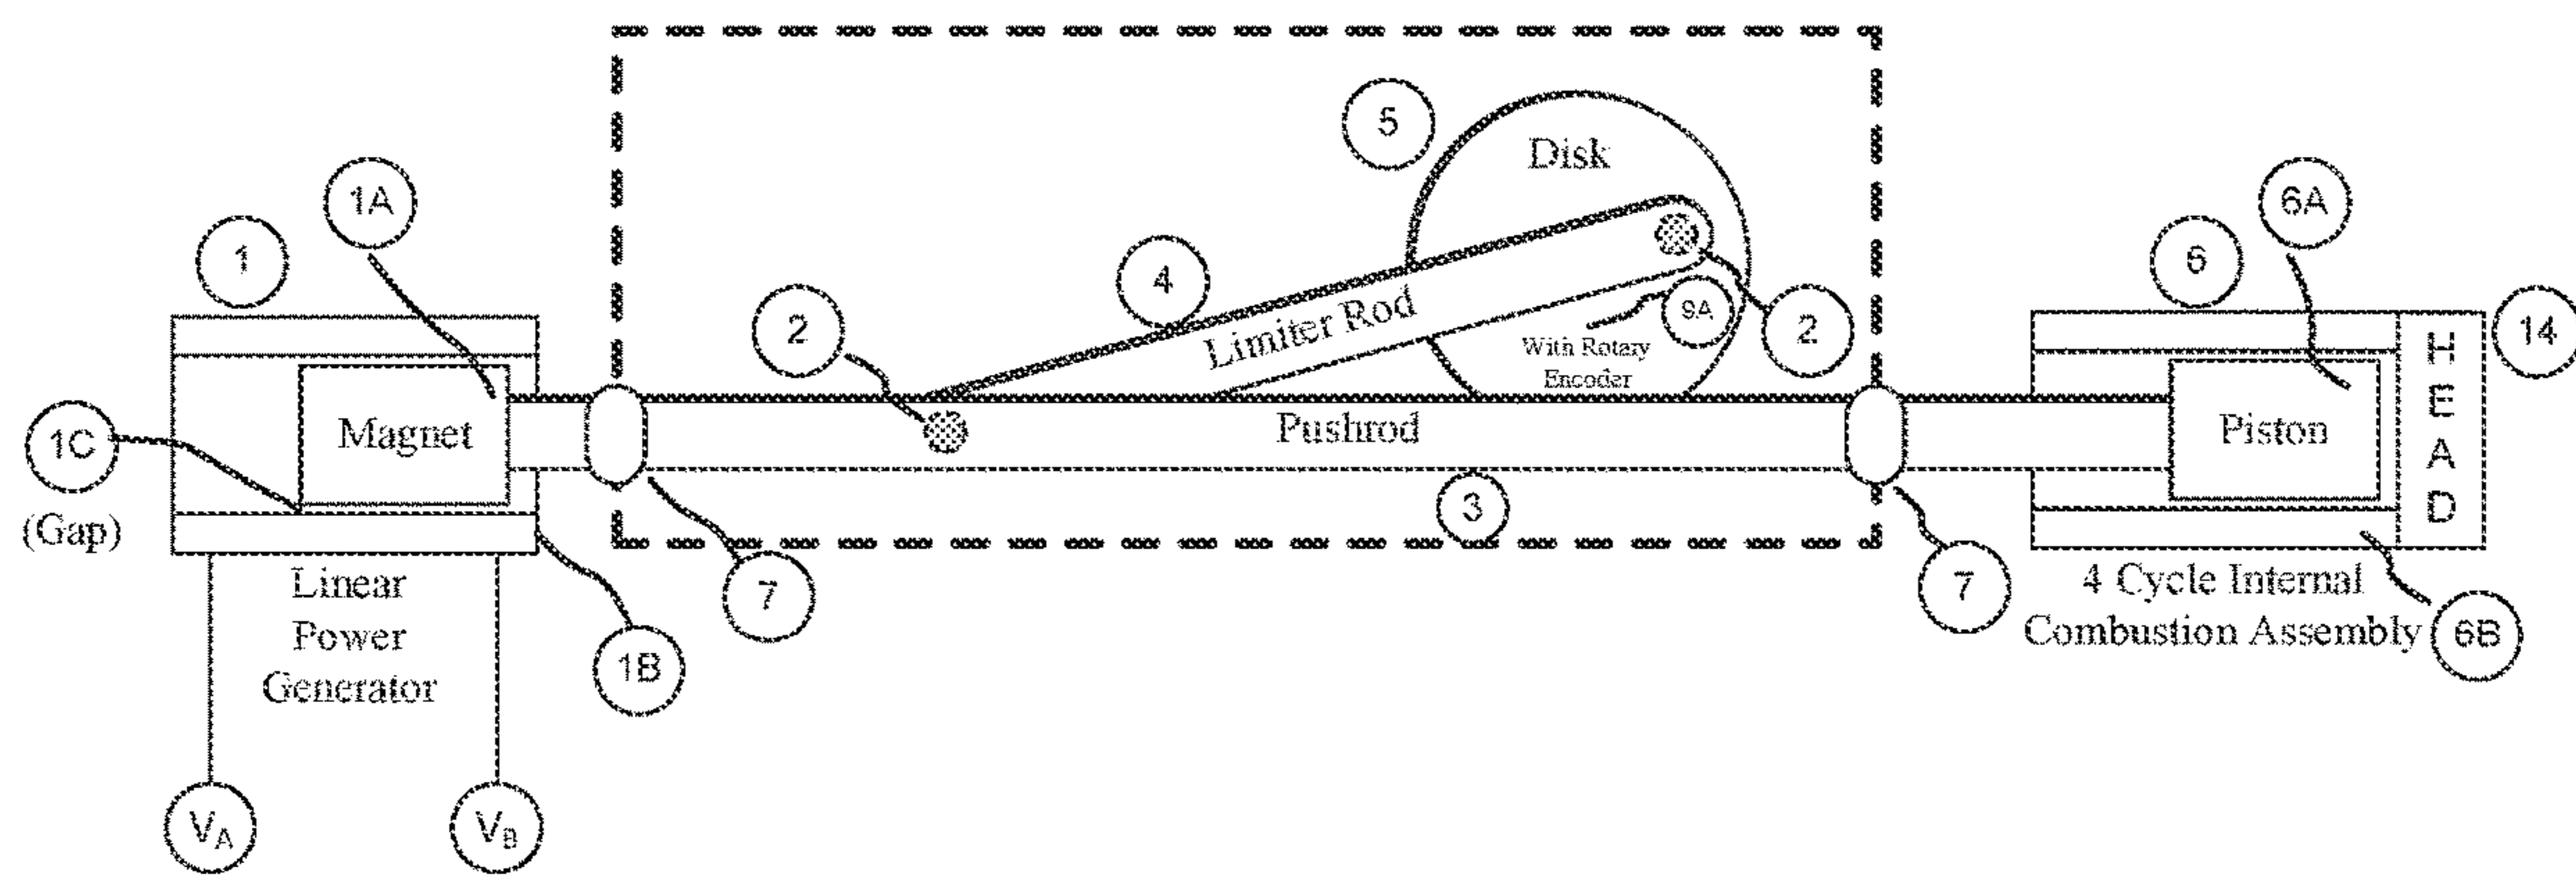 5
Disk
1A
6A
1
6
4
2
Limiter Rod
9A
2
14
With Rotary
Encoder
1C
(Gap)
Magnet
Pushrod
Piston
HEAD
3
7
7
Linear
Power
Generator
1B
4 Cycle Internal
Combustion Assembly
6B
VA
VB